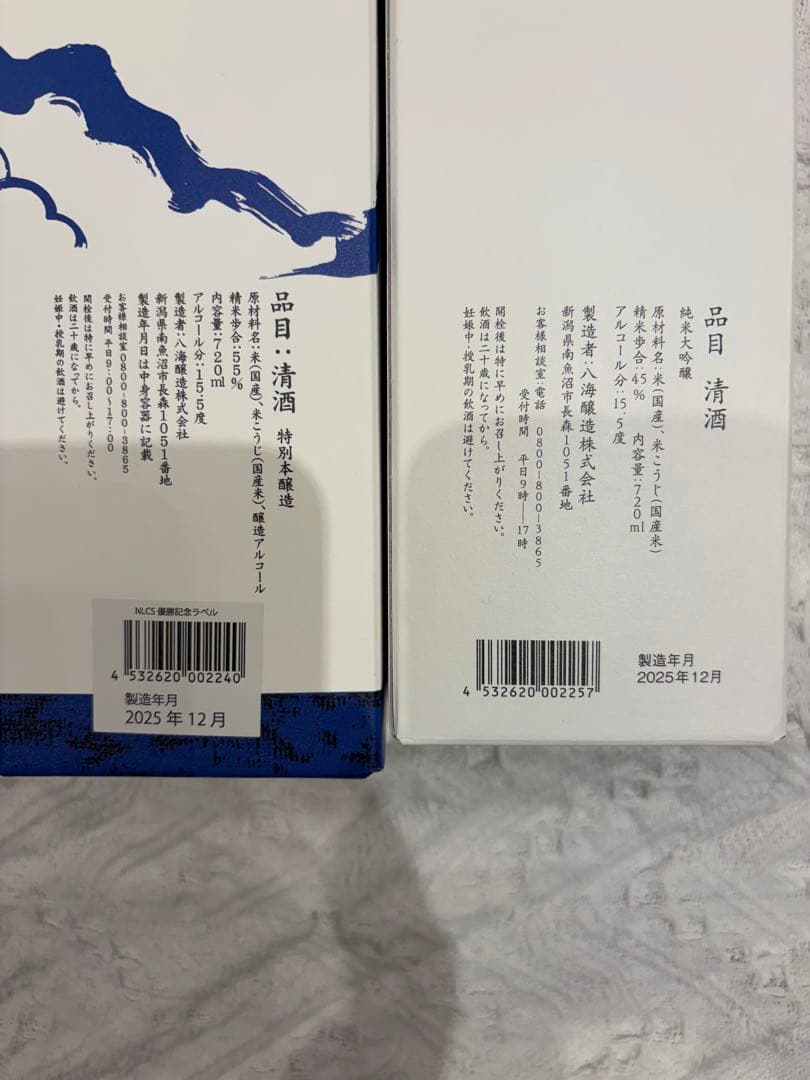 品目：清酒 特別本醸造
原材料名：米（国産）、米こうじ（国産米）、醸造アルコール
精米歩合：55％
内容量：720ml
アルコール分：15.5度
製造者：八海醸造株式会社
新潟県南魚沼市長森1051番地
製造年月日は中身容器に記載
お客様相談室0800-800-3865
受付時間 平日9：00〜17：00
開栓後は特に早めにお召し上がりください。
飲酒は二十歳になってから。
妊娠中・授乳期の飲酒は避けてください。
NLCS優勝記念ラベル
4 532620 002240
製造年月
2025年12月
品目 清酒
純米大吟醸
原材料名：米（国産）、米こうじ（国産米）
精米歩合：45％ 内容量：720ml
アルコール分：15.5度
製造者：八海醸造株式会社
新潟県南魚沼市長森1051番地
お客様相談室：電話 0800-800-3865
受付時間 平日9時―17時
開栓後は特に早めにお召し上がりください。
飲酒は二十歳になってから。
妊娠中・授乳期の飲酒は避けてください。
4 532620 002257
製造年月
2025年12月